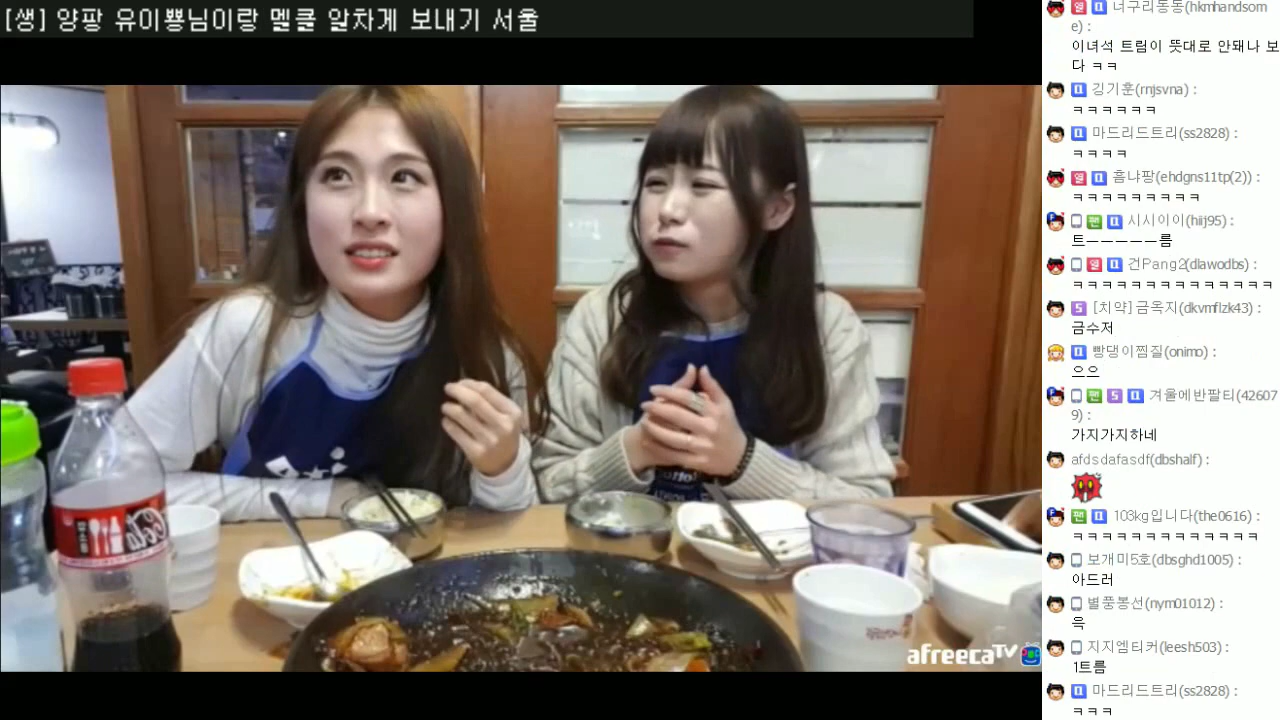 [생] 양팡 유이뿅님이랑 멜클 알차게 보내기 서울
너구리동동(hkmhandsom
e) :
이녀석 트림이 뜻대로 안돼나 보
다 ㅋㅋ
김기훈(rnjsvna) :
ㅋㅋㅋㅋㅋㅋ
마드리드트리(ss2828) :
ㅋㅋㅋㅋ
흠냐팡(ehdgns11tp(2)) :
ㅋㅋㅋㅋㅋㅋㅋㅋㅋ
시시이이(hiij95) :
트ㅡㅡㅡㅡㅡ름
건Pang2(dlawodbs) :
ㅋㅋㅋㅋㅋㅋㅋㅋㅋㅋㅋㅋㅋㅋ
[치약]금옥지(dkvmflzk43) :
금수저
빵댕이찜질(onimo) :
으으
겨울에반팔티(42607
9) :
가지가지하네
afdsdafasdf(dbshalf) :
103kg입니다(the0616) :
ㅋㅋㅋㅋㅋㅋㅋㅋㅋㅋㅋㅋㅋ
보개미5호(dbsghd1005) :
아드러
별풍봉선(nym01012) :
윽
지지엠티커(leesh503) :
1트름
마드리드트리(ss2828) :
ㅋㅋㅋ
afreecaTV